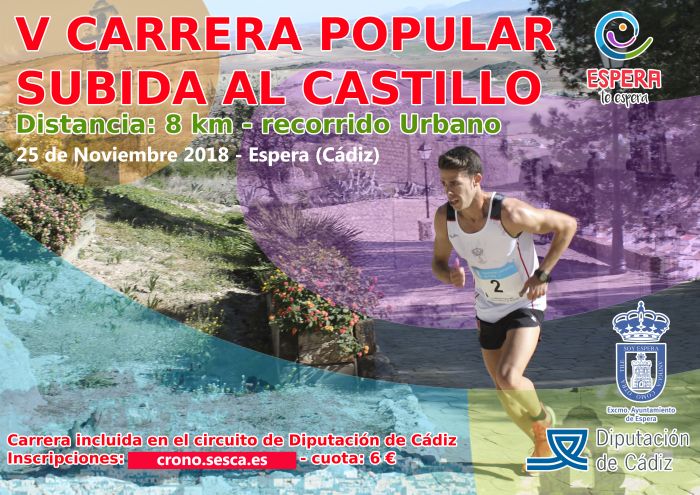 V CARRERA POPULAR
SUBIDA AL CASTILLO
Distancia: 8 km - recorrido Urbano
25 de Noviembre 2018 - Espera (Cádiz)
ESPERA
te espera
2
SOY ESPERA
Excmo. Ayuntamiento
de Espera
Carrera incluida en el circuito de Diputación de Cádiz
Inscripciones: crono.sesca.es - cuota: 6 €
Diputación
de Cádiz